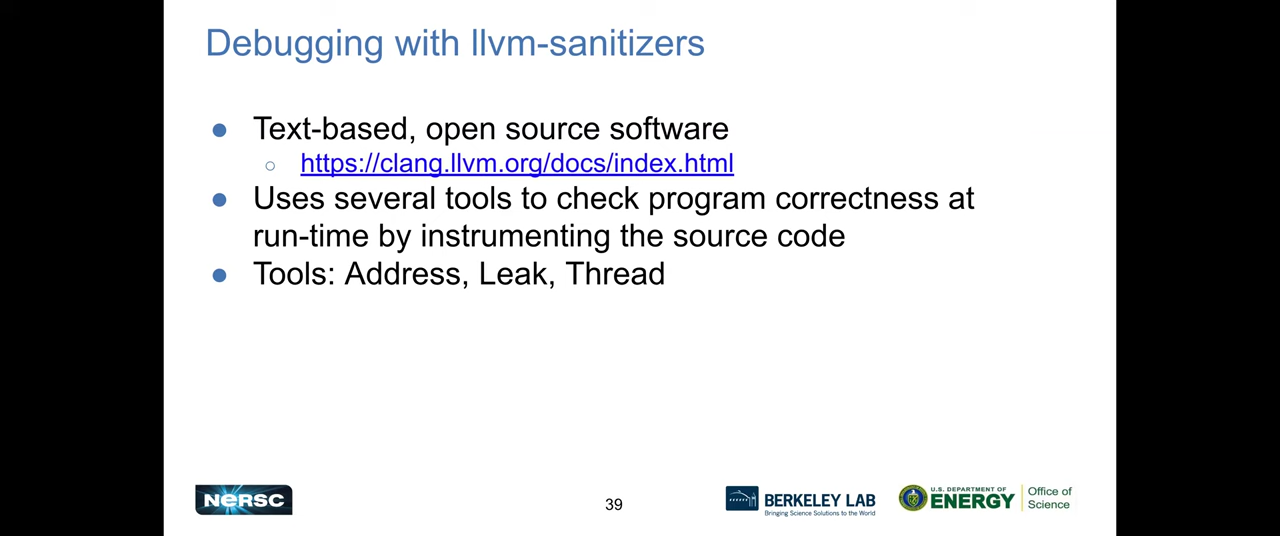 Debugging with llvm-sanitizers
● Text-based, open source software
○ https://clang.llvm.org/docs/index.html
● Uses several tools to check program correctness at
run-time by instrumenting the source code
● Tools: Address, Leak, Thread
NERSC
39
BERKELEY LAB
Bringing Science Solutions to the World
U.S. DEPARTMENT OF
ENERGY
Office of
Science